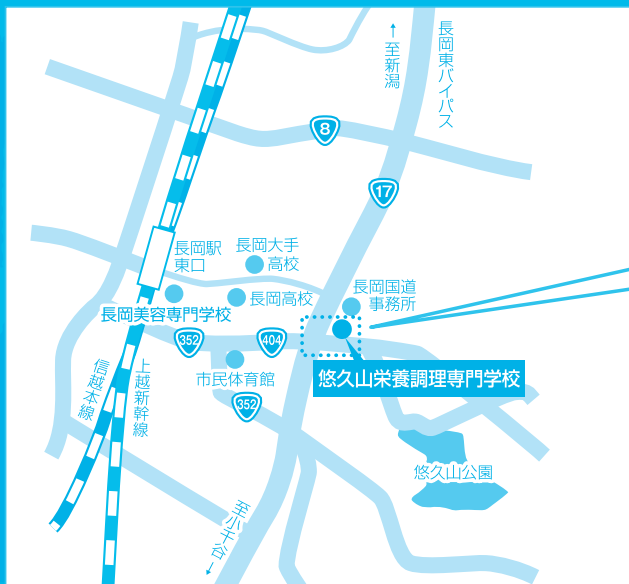 ↑至新潟
長岡東バイパス
8
17
長岡駅
東口
長岡大手
高校
長岡高校
長岡国道
事務所
長岡美容専門学校
352
404
市民体育館
悠久山栄養調理専門学校
352
信越本線
上越新幹線
悠久山公園
至小千谷→